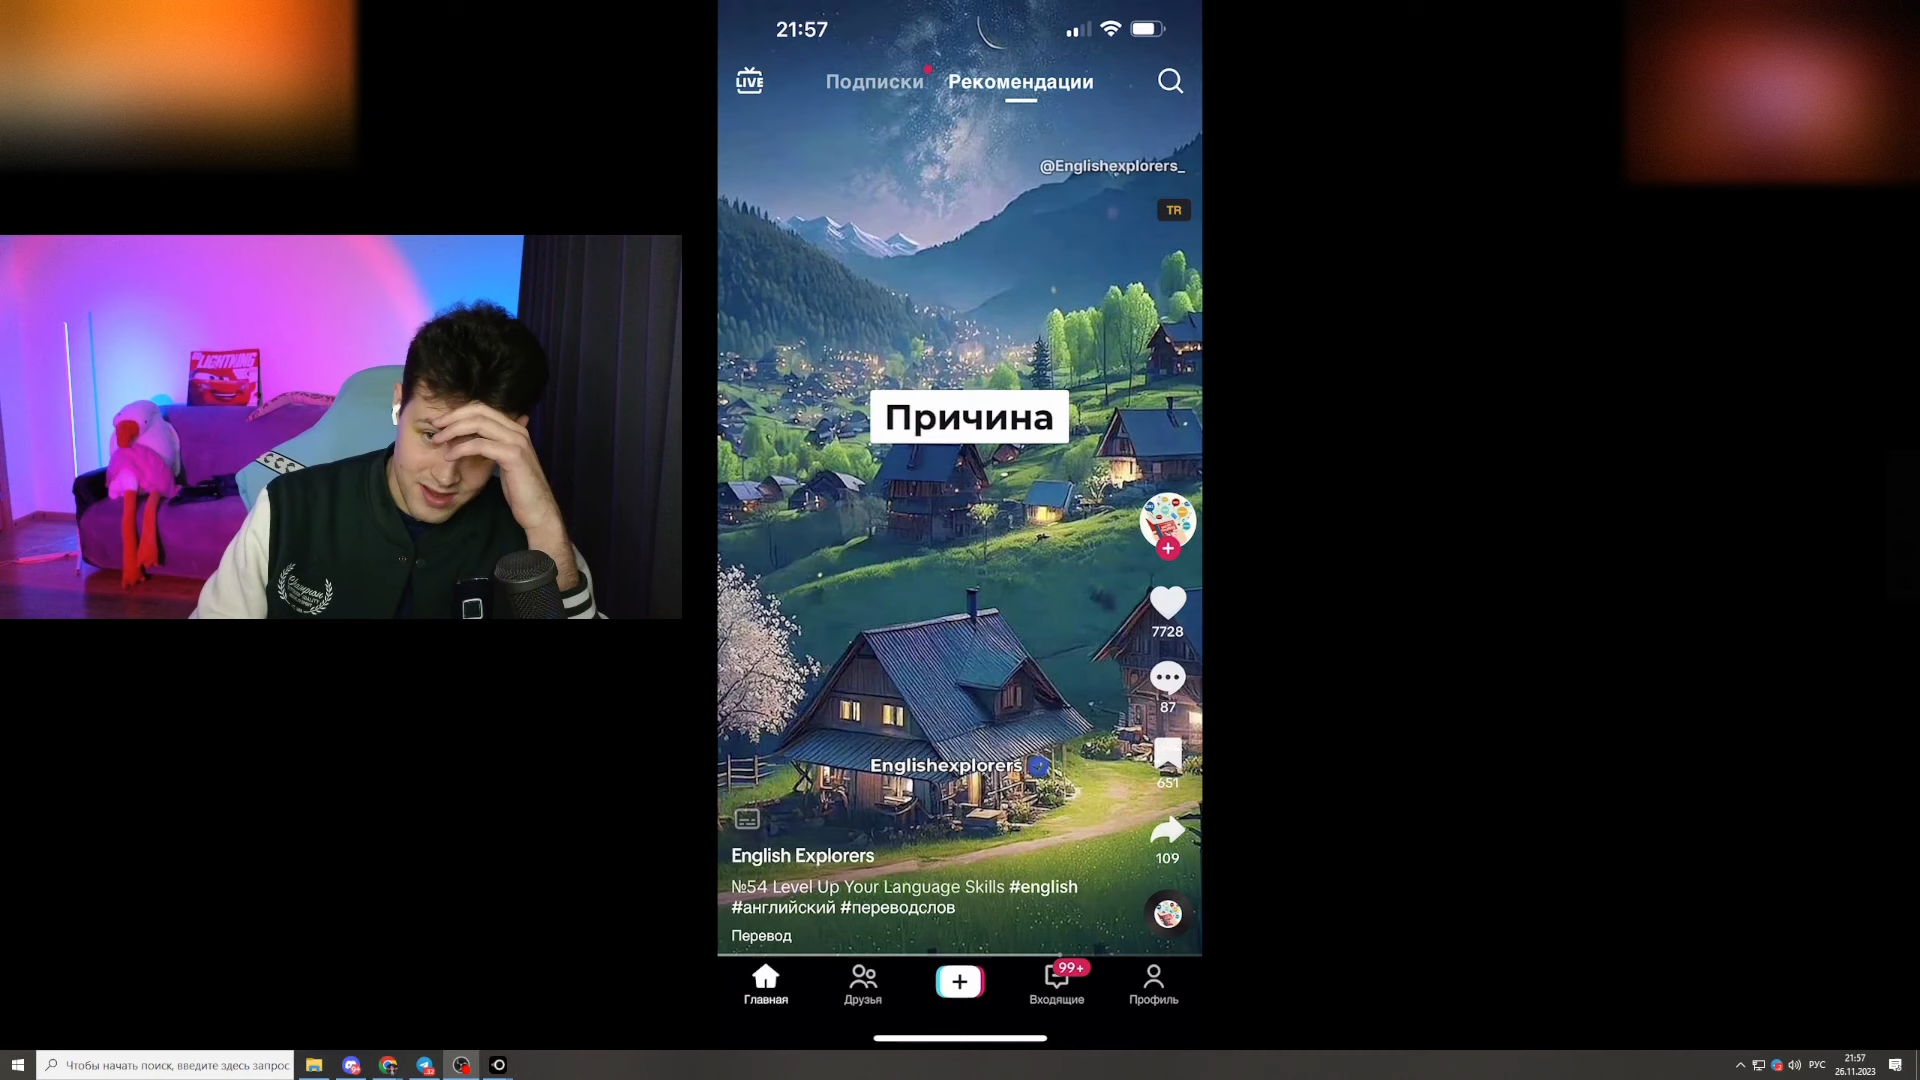 21:57
LIVE
Подписки Рекомендации
@Englishexplorers_
TR
LIGHTNING
Причина
Champion
7728
87
Englishexplorers
651
109
English Explorers
№54 Level Up Your Language Skills #english
#английский #переводслов
Перевод
99+
Главная
Друзья
Входящие
Профиль
Чтобы начать поиск, введите здесь запрос
РУС
21:57
26.11.2023